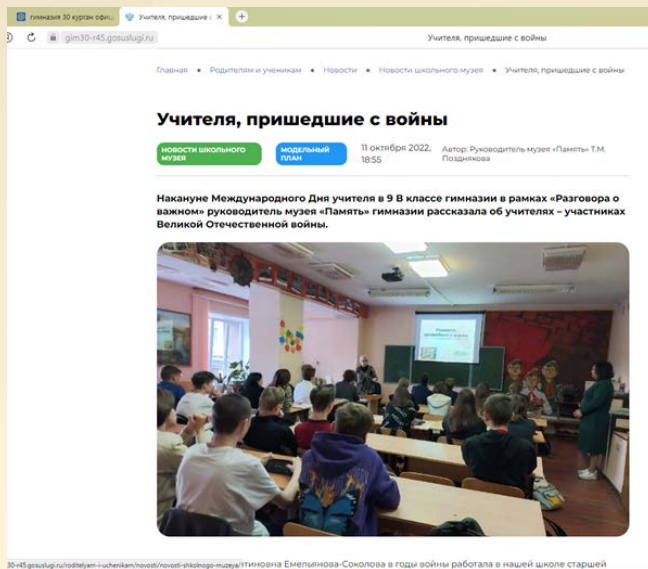 гимназия 30 курган офиц
Учителя, пришедшие с
gim30-r45.gosuslugi.ru
Учителя, пришедшие с войны
Главная • Родителям и ученикам • Новости • Новости школьного музея • Учителя, пришедшие с войны
Учителя, пришедшие с войны
НОВОСТИ ШКОЛЬНОГО
МУЗЕЯ
МОДЕЛЬНЫЙ
ПЛАН
11 октября 2022,
18:55
Автор: Руководитель музея «Память» Т.М.
Позднякова
Накануне Международного Дня учителя в 9 В классе гимназии в рамках «Разговора о
важном» руководитель музея «Память» гимназии рассказала об учителях – участниках
Великой Отечественной войны.
30-r45.gosuslugi.ru/roditelyam-i-uchenikam/novosti/novosti-shkolnogo-muzeya/
тиновна Емельянова-Соколова в годы войны работала в нашей школе старшей